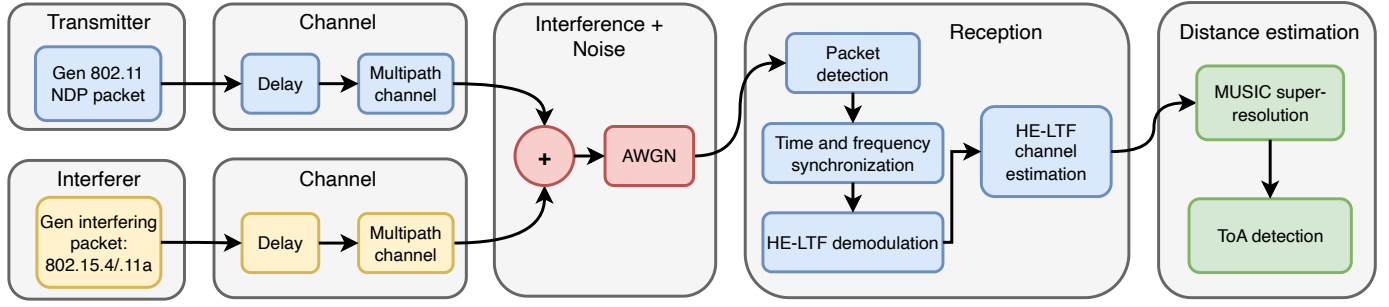 Transmitter
Gen 802.11
NDP packet
Channel
Delay
Multipath
channel
Interferer
Gen interfering
packet:
802.15.4/.11a
Channel
Delay
Multipath
channel
Interference +
Noise
+
AWGN
Reception
Packet
detection
Time and frequency
synchronization
HE-LTF demodulation
HE-LTF
channel
estimation
Distance estimation
MUSIC super-
resolution
ToA detection